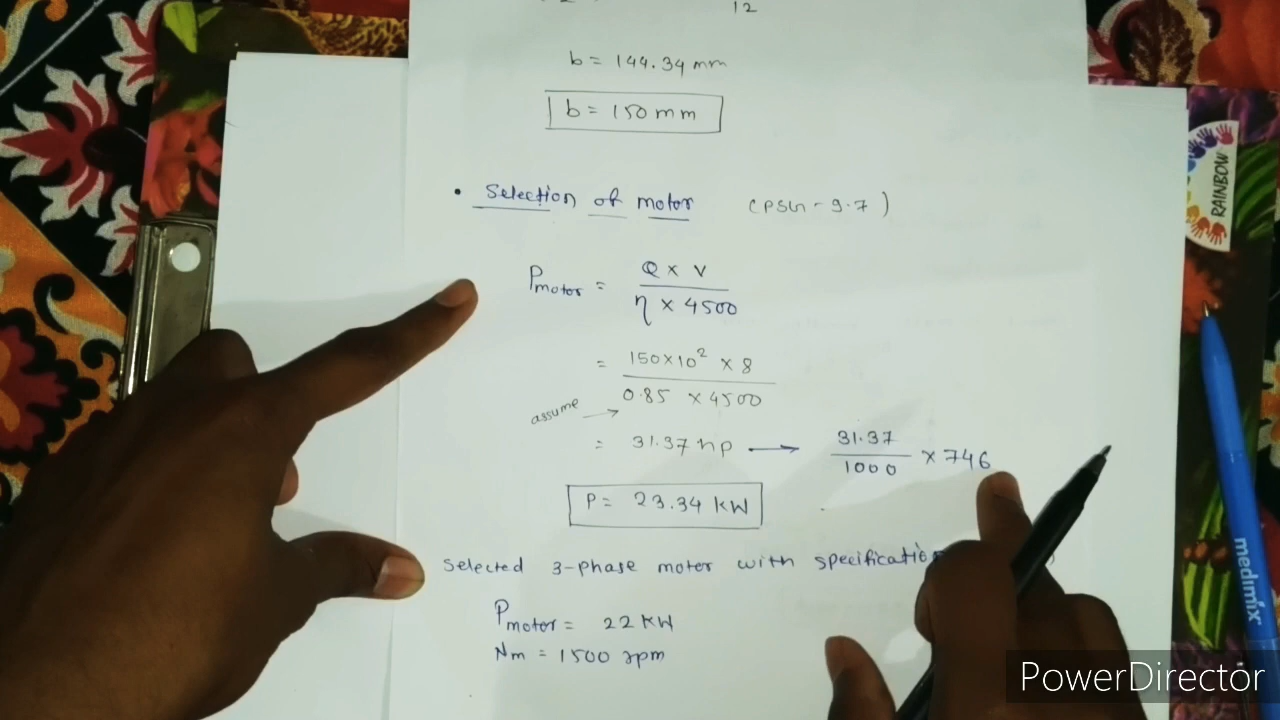 12
b = 144.34 mm
b = 150 mm
• Selection of motor (PSG - 9.7)
Pmotor = Q × V / η × 4500
= 150×10² × 8 / 0.85 × 4500
assume →
= 31.37 hp → 31.37 / 1000 × 746
P = 23.34 KW
Selected 3-phase motor with specification
Pmotor = 22 KW
Nm = 1500 rpm
RAINBOW
medimix
PowerDirector